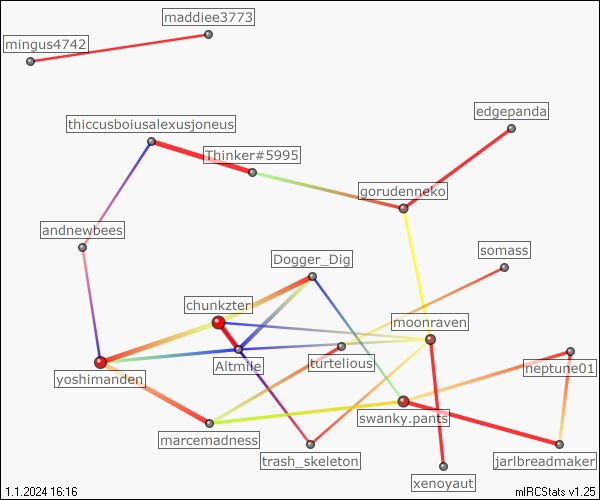 maddiee3773
mingus4742
edgepanda
thiccusboiusalexusjoneus
Thinker#5995
gorudenneko
andnewbees
somass
Dogger_Dig
chunkzter
moonraven
Altmile
turtelious
neptune01
yoshimanden
swanky.pants
marcemadness
trash_skeleton
jarlbreadmaker
xenoyaut
1.1.2024 16:16
mIRCStats v1.25